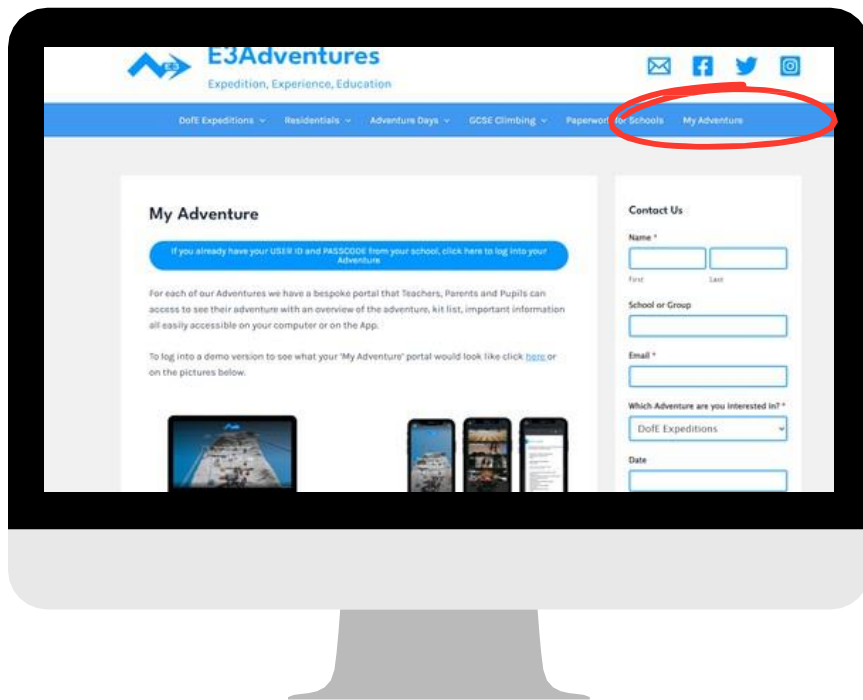 E3Adventures
Expedition, Experience, Education
E3
DofE Expeditions Residentials Adventure Days GCSE Climbing Paperwork for Schools My Adventure
My Adventure
If you already have your USER ID and PASSCODE from your school, click here to log into your
Adventure
For each of our Adventures we have a bespoke portal that Teachers, Parents and Pupils can
access to see their adventure with an overview of the adventure, kit list, important information
all easily accessible on your computer or on the App.
To log into a demo version to see what your 'My Adventure' portal would look like click here or
on the pictures below.
Contact Us
Name *
First Last
School or Group
Email *
Which Adventure are you interested in? *
DofE Expeditions
Date